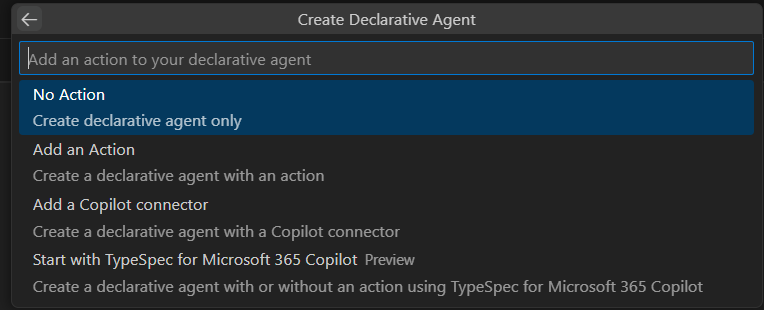 Create Declarative Agent
Add an action to your declarative agent
No Action
Create declarative agent only
Add an Action
Create a declarative agent with an action
Add a Copilot connector
Create a declarative agent with a Copilot connector
Start with TypeSpec for Microsoft 365 Copilot Preview
Create a declarative agent with or without an action using TypeSpec for Microsoft 365 Copilot